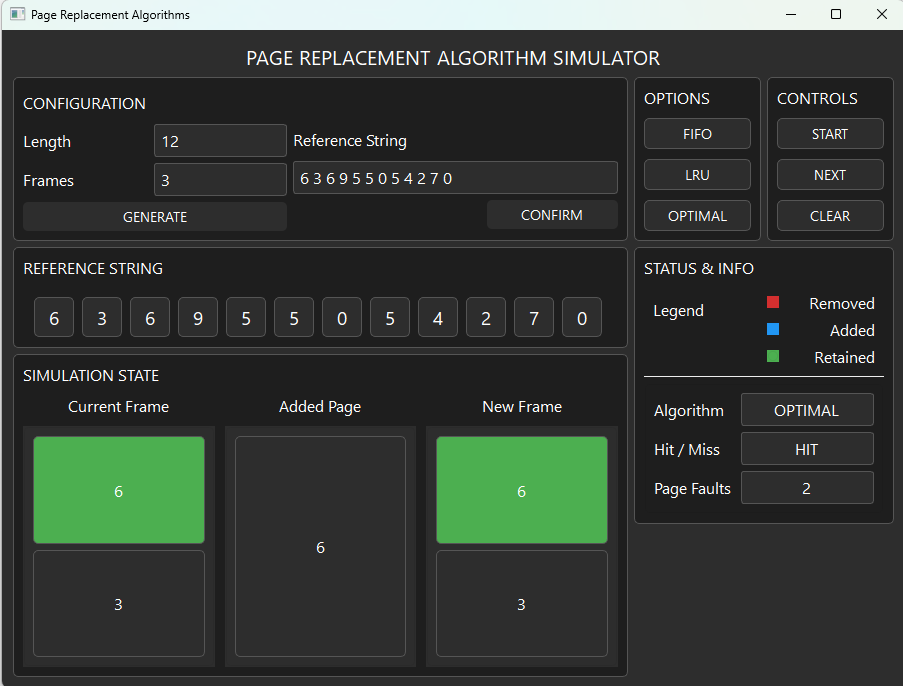 Page Replacement Algorithms
PAGE REPLACEMENT ALGORITHM SIMULATOR
CONFIGURATION
Length
12
Reference String
Frames
3
6 3 6 9 5 5 0 5 4 2 7 0
GENERATE
CONFIRM
OPTIONS
FIFO
LRU
OPTIMAL
CONTROLS
START
NEXT
CLEAR
REFERENCE STRING
6 3 6 9 5 5 0 5 4 2 7 0
SIMULATION STATE
Current Frame
Added Page
New Frame
6
3
6
6
3
STATUS & INFO
Legend
Removed
Added
Retained
Algorithm
OPTIMAL
Hit / Miss
HIT
Page Faults
2